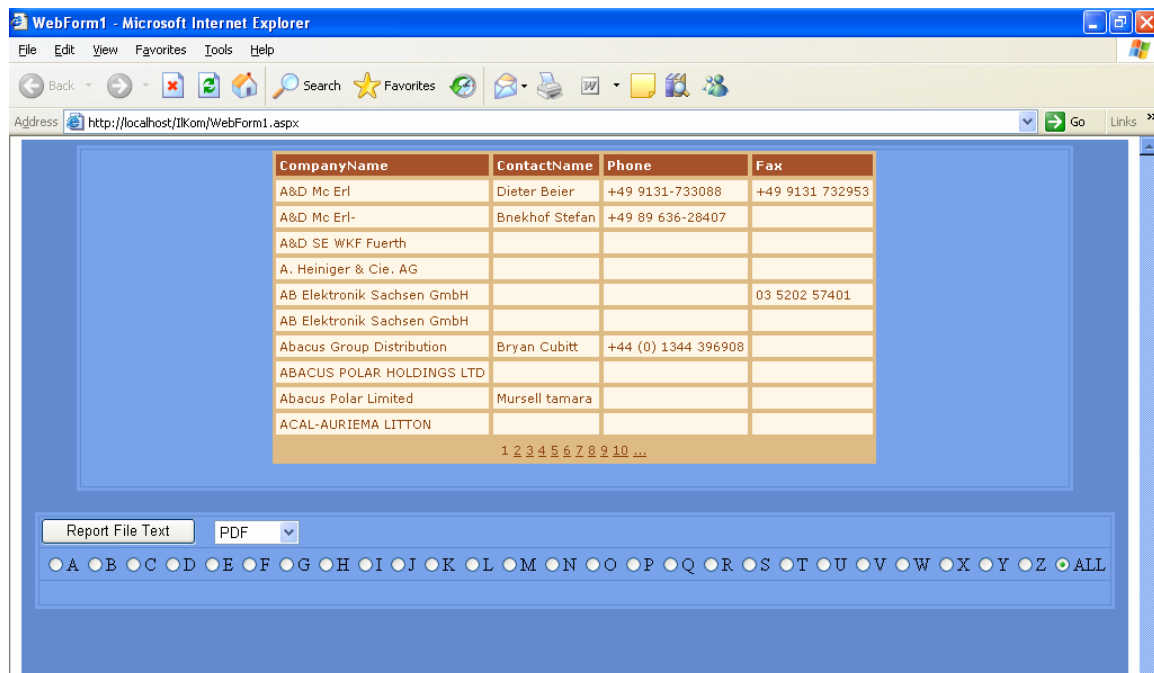 WebForm1 - Microsoft Internet Explorer
File Edit View Favorites Tools Help
Back Search Favorites
Address http://localhost/IlKom/WebForm1.aspx Go Links »
CompanyName ContactName Phone Fax
A&D Mc Erl Dieter Beier +49 9131-733088 +49 9131 732953
A&D Mc Erl- Bnekhof Stefan +49 89 636-28407
A&D SE WKF Fuerth
A. Heiniger & Cie. AG
AB Elektronik Sachsen GmbH 03 5202 57401
AB Elektronik Sachsen GmbH
Abacus Group Distribution Bryan Cubitt +44 (0) 1344 396908
ABACUS POLAR HOLDINGS LTD
Abacus Polar Limited Mursell tamara
ACAL-AURIEMA LITTON
1 2 3 4 5 6 7 8 9 10 ...
Report File Text PDF
A B C D E F G H I J K L M N O P Q R S T U V W X Y Z ALL